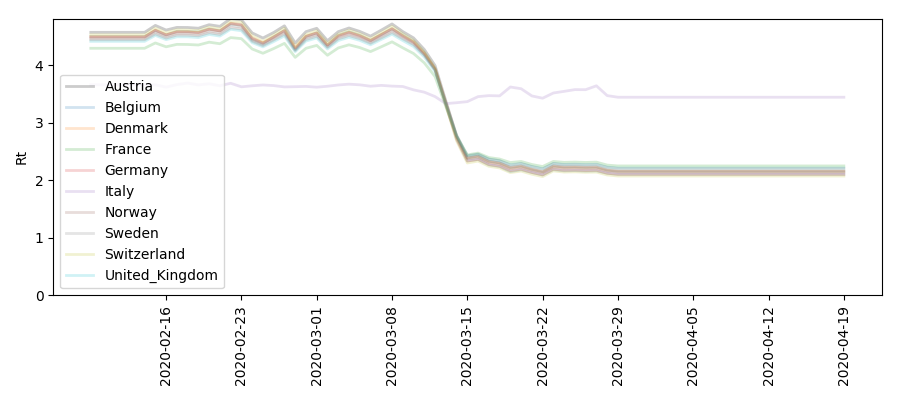 4
3
2
1
0
Rt
Austria
Belgium
Denmark
France
Germany
Italy
Norway
Sweden
Switzerland
United_Kingdom
2020-02-16
2020-02-23
2020-03-01
2020-03-08
2020-03-15
2020-03-22
2020-03-29
2020-04-05
2020-04-12
2020-04-19